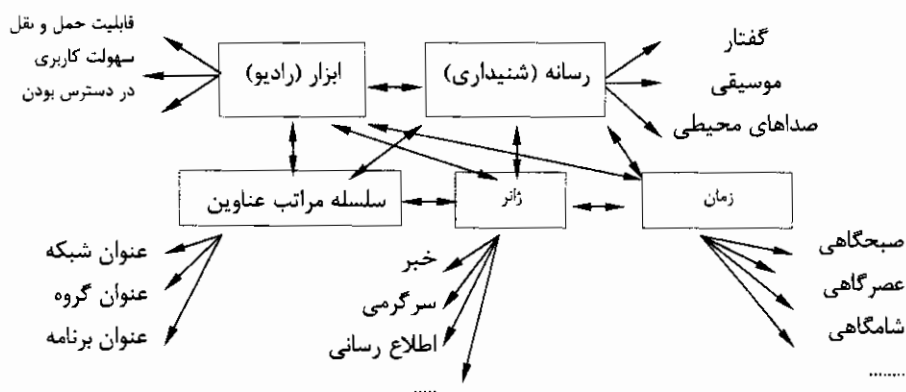 رسانه (شنیداری)
گفتار
موسیقی
صداهای محیطی
ابزار (رادیو)
قابلیت حمل و نقل
سهولت کاربری
در دسترس بودن
زمان
صبحگاهی
عصرگاهی
شامگاهی
........
ژانر
خبر
سرگرمی
اطلاع رسانی
.....
سلسله مراتب عناوین
عنوان شبکه
عنوان گروه
عنوان برنامه